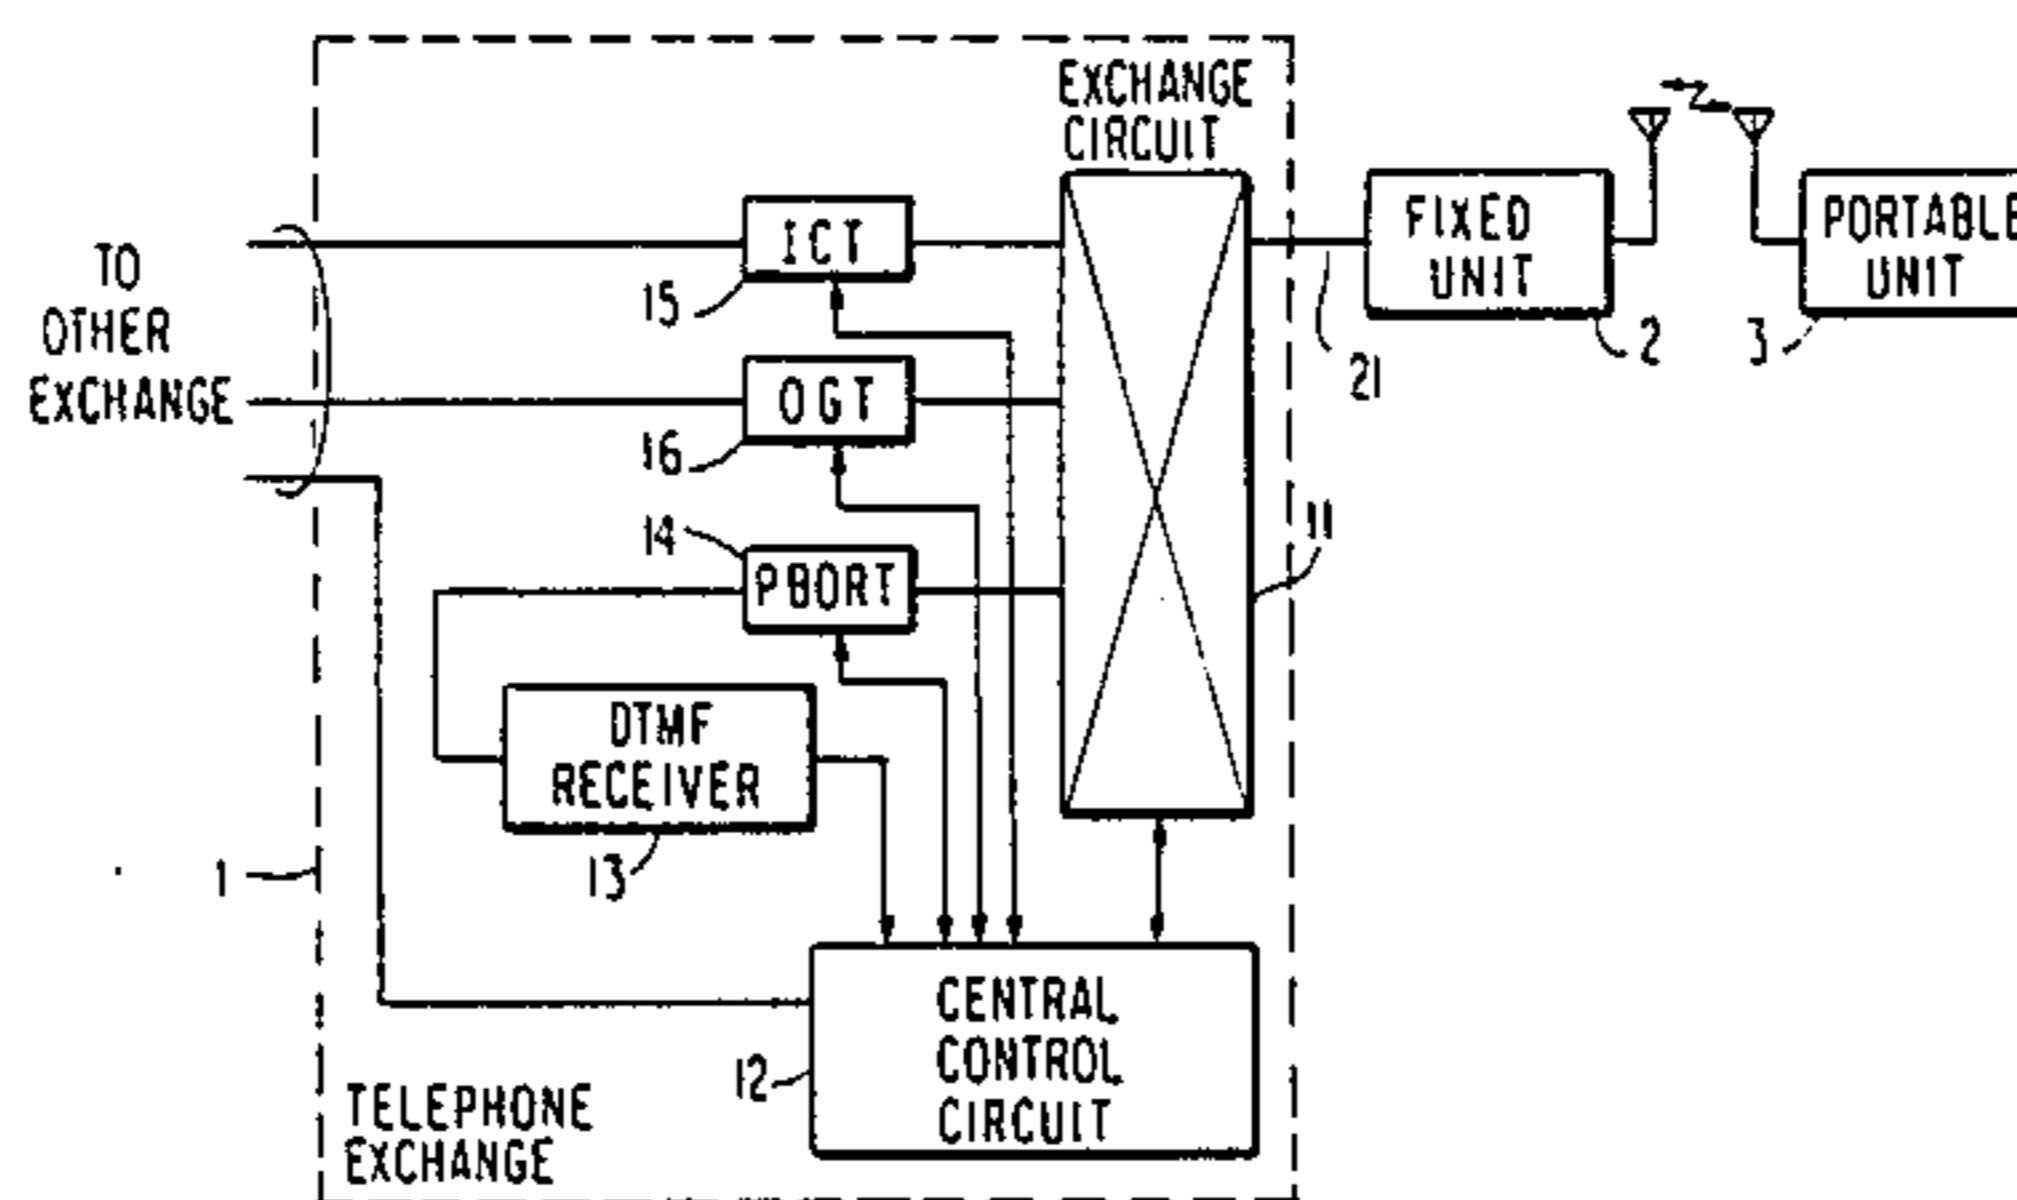 EXCHANGE
CIRCUIT
TO
OTHER
EXCHANGE
ICT
15
OGT
16
14
PBORT
DTMF
RECEIVER
13
1
12
CENTRAL
CONTROL
CIRCUIT
TELEPHONE
EXCHANGE
11
21
FIXED
UNIT
2
PORTABLE
UNIT
3